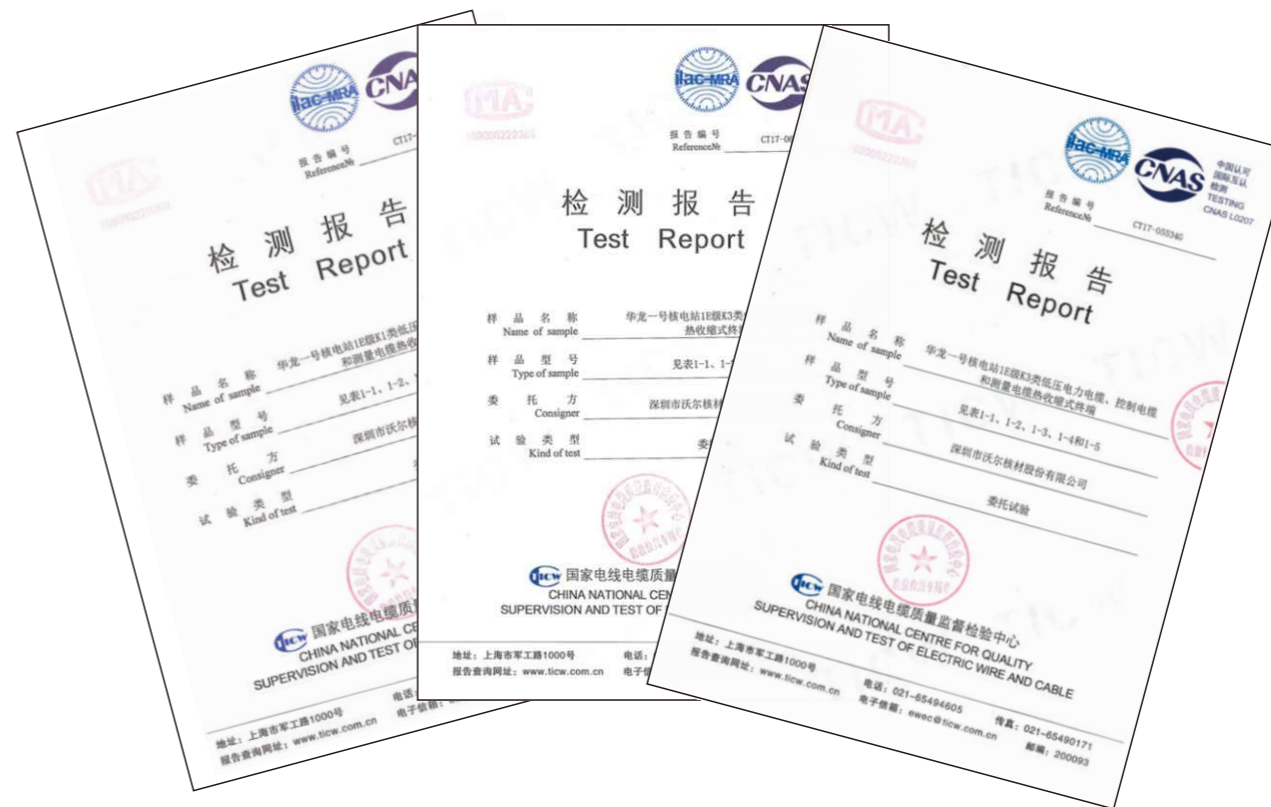 ilac-MRA
CNA
报告编号
Reference№
CT17-
检测报告
Test Report
样品名称
Name of sample
华龙一号核电站1E级K1类低压
和测量电缆热收
样品型号
Type of sample
见表1-1、1-2、
委托方
Consigner
深圳市沃尔核
试验类型
Kind of test
TICW 国家电线电缆质
CHINA NATIONAL CE
SUPERVISION AND TEST OF
地址：上海市军工路1000号
电话：
报告查询网址：www.ticw.com.cn
电子信箱：
ilac-MRA
CNAS
报告编号
Reference№
CT17-
检测报告
Test Report
样品名称
Name of sample
华龙一号核电站1E级K3类
热收缩式终
样品型号
Type of sample
见表1-1、1-
委托方
Consigner
深圳市沃尔核材
试验类型
Kind of test
委
TICW 国家电线电缆质量
CHINA NATIONAL CEN
SUPERVISION AND TEST OF
地址：上海市军工路1000号
电话：
报告查询网址：www.ticw.com.cn
电子信
ilac-MRA
CNAS
中国认可
国际互认
检测
TESTING
CNAS L0207
报告编号
Reference№
CT17-05534G
检测报告
Test Report
样品名称
Name of sample
华龙一号核电站1E级K3类低压电力电缆、控制电缆
和测量电缆热收缩式终端
样品型号
Type of sample
见表1-1、1-2、1-3、1-4和1-5
委托方
Consigner
深圳市沃尔核材股份有限公司
试验类型
Kind of test
委托试验
TICW 国家电线电缆质量监督检验中心
CHINA NATIONAL CENTRE FOR QUALITY
SUPERVISION AND TEST OF ELECTRIC WIRE AND CABLE
地址：上海市军工路1000号
电话：021-65494605
传真：021-65490171
报告查询网址：www.ticw.com.cn
电子信箱：ewec@ticw.com.cn
邮编：200093